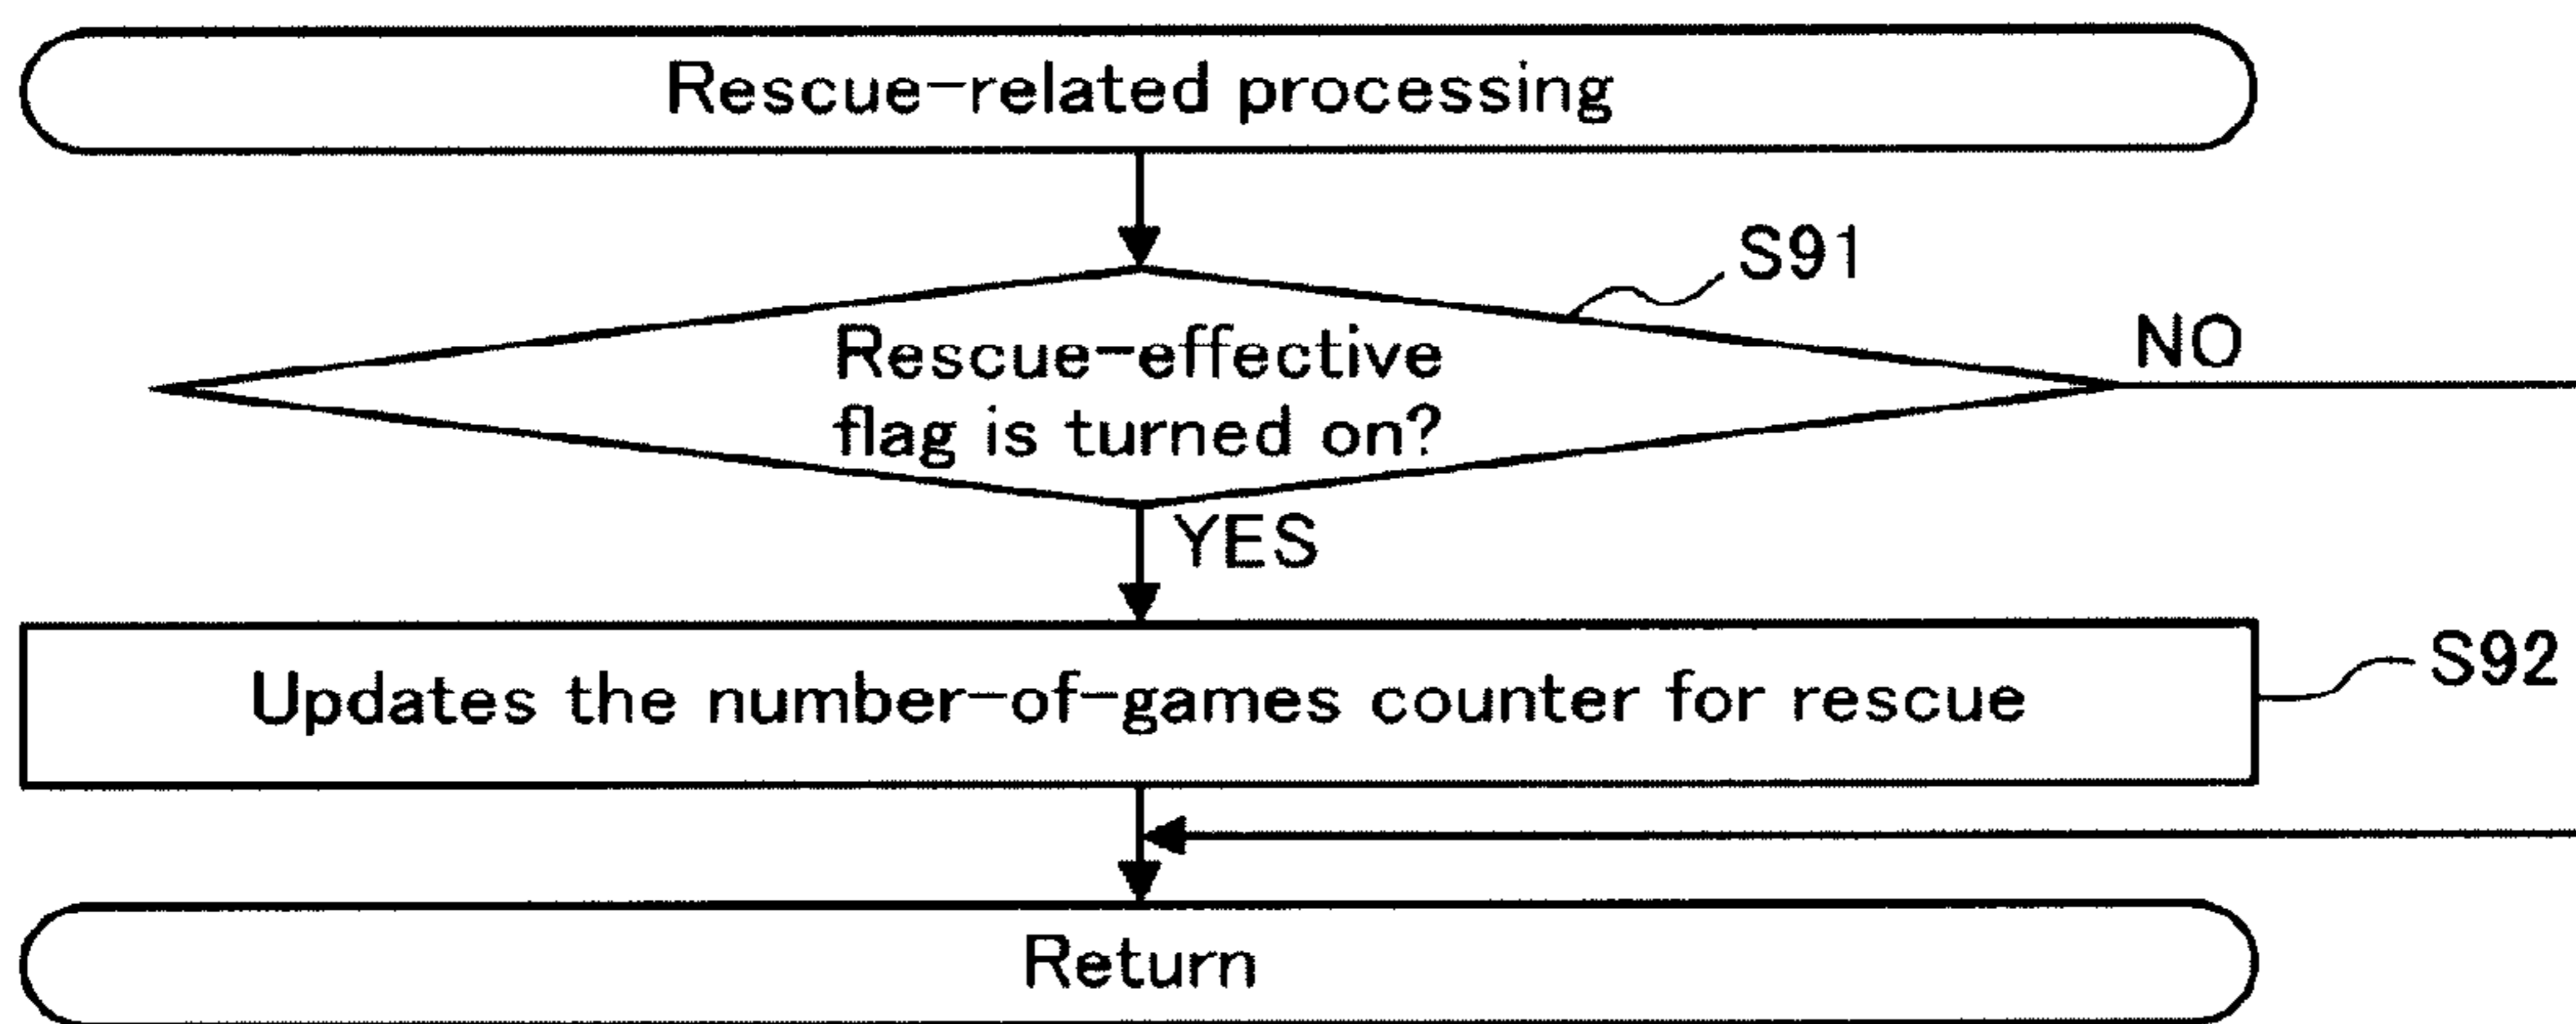 Rescue-related processing
S91
Rescue-effective
flag is turned on?
NO
YES
Updates the number-of-games counter for rescue
S92
Return